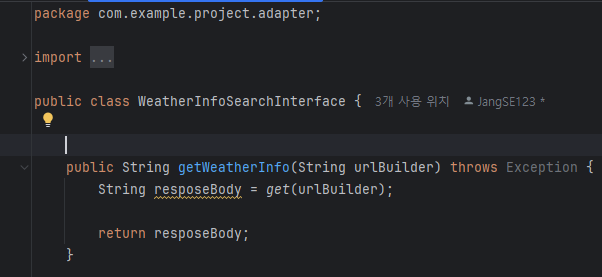 package com.example.project.adapter;
import ...
public class WeatherInfoSearchInterface { 3개 사용 위치 JangSE123 *
public String getWeatherInfo(String urlBuilder) throws Exception {
String resposeBody = get(urlBuilder);
return resposeBody;
}